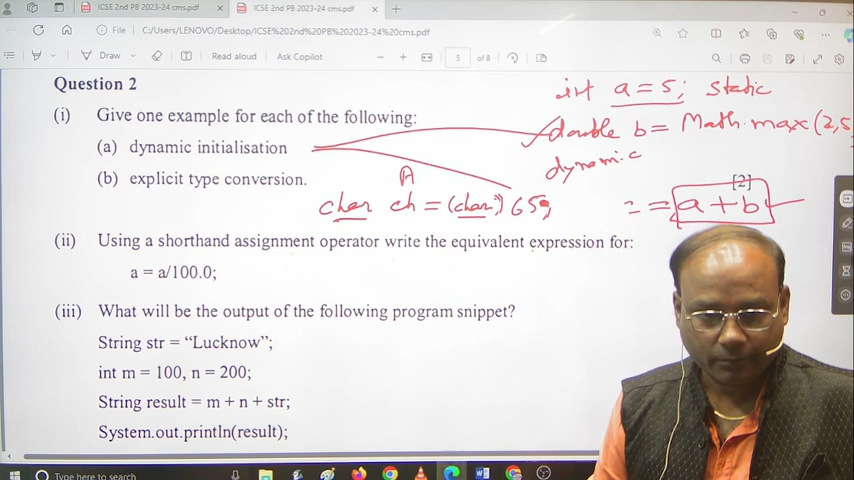 ICSE 2nd PB 2023-24 cms.pdf
ICSE 2nd PB 2023-24 cms.pdf
File
C:/Users/LENOVO/Desktop/ICSE%202nd%20PB%202023-24%20cms.pdf
Draw
Read aloud
Ask Copilot
5 of 8
Question 2
int a = 5; static
(i) Give one example for each of the following:
double b = Math.max(2,5
(a) dynamic initialisation
dynamic
(b) explicit type conversion.
A
[2]
char ch = (char) 65;
= a + b
(ii) Using a shorthand assignment operator write the equivalent expression for:
a = a/100.0;
(iii) What will be the output of the following program snippet?
String str = “Lucknow”;
int m = 100, n = 200;
String result = m + n + str;
System.out.println(result);
Type here to search